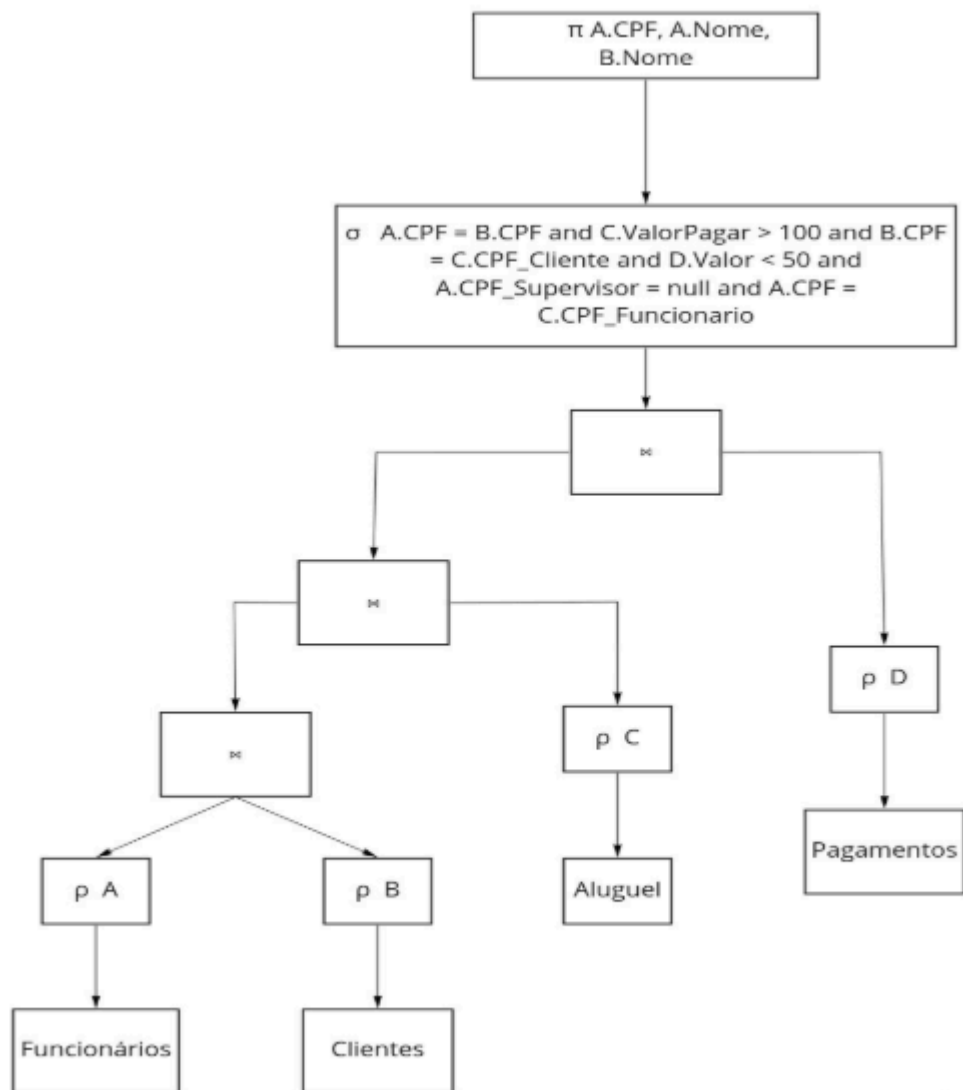 π A.CPF, A.Nome,
B.Nome
σ A.CPF = B.CPF and C.ValorPagar > 100 and B.CPF
= C.CPF_Cliente and D.Valor < 50 and
A.CPF_Supervisor = null and A.CPF =
C.CPF_Funcionario
⋈
⋈
ρ D
⋈
ρ C
Pagamentos
ρ A
ρ B
Aluguel
Funcionários
Clientes